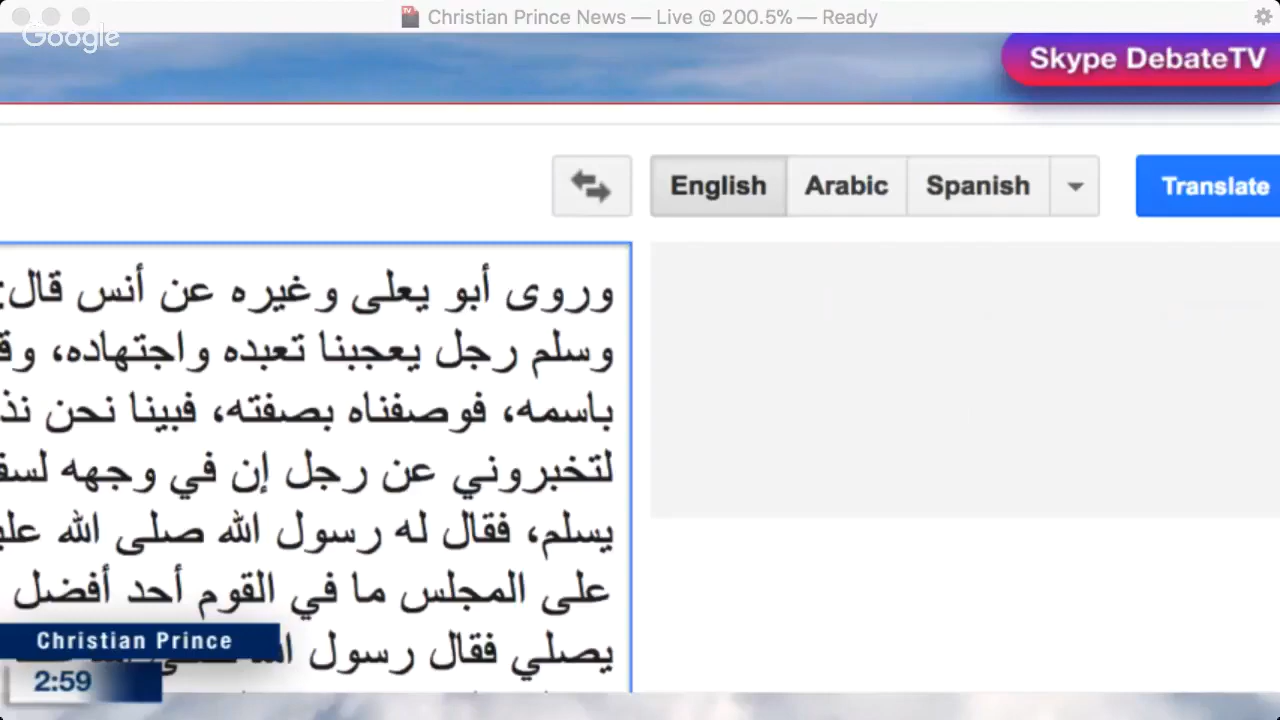 Christian Prince News — Live @ 200.5% — Ready
Google
Skype DebateTV
English
Arabic
Spanish
Translate
وروى أبو يعلى وغيره عن أنس قال:
وسلم رجل يعجبنا تعبده واجتهاده، وق
باسمه، فوصفناه بصفته، فبينا نحن نذ
لتخبروني عن رجل إن في وجهه لسف
يسلم، فقال له رسول الله صلى الله علي
على المجلس ما في القوم أحد أفضل
يصلي فقال رسول
Christian Prince
2:59